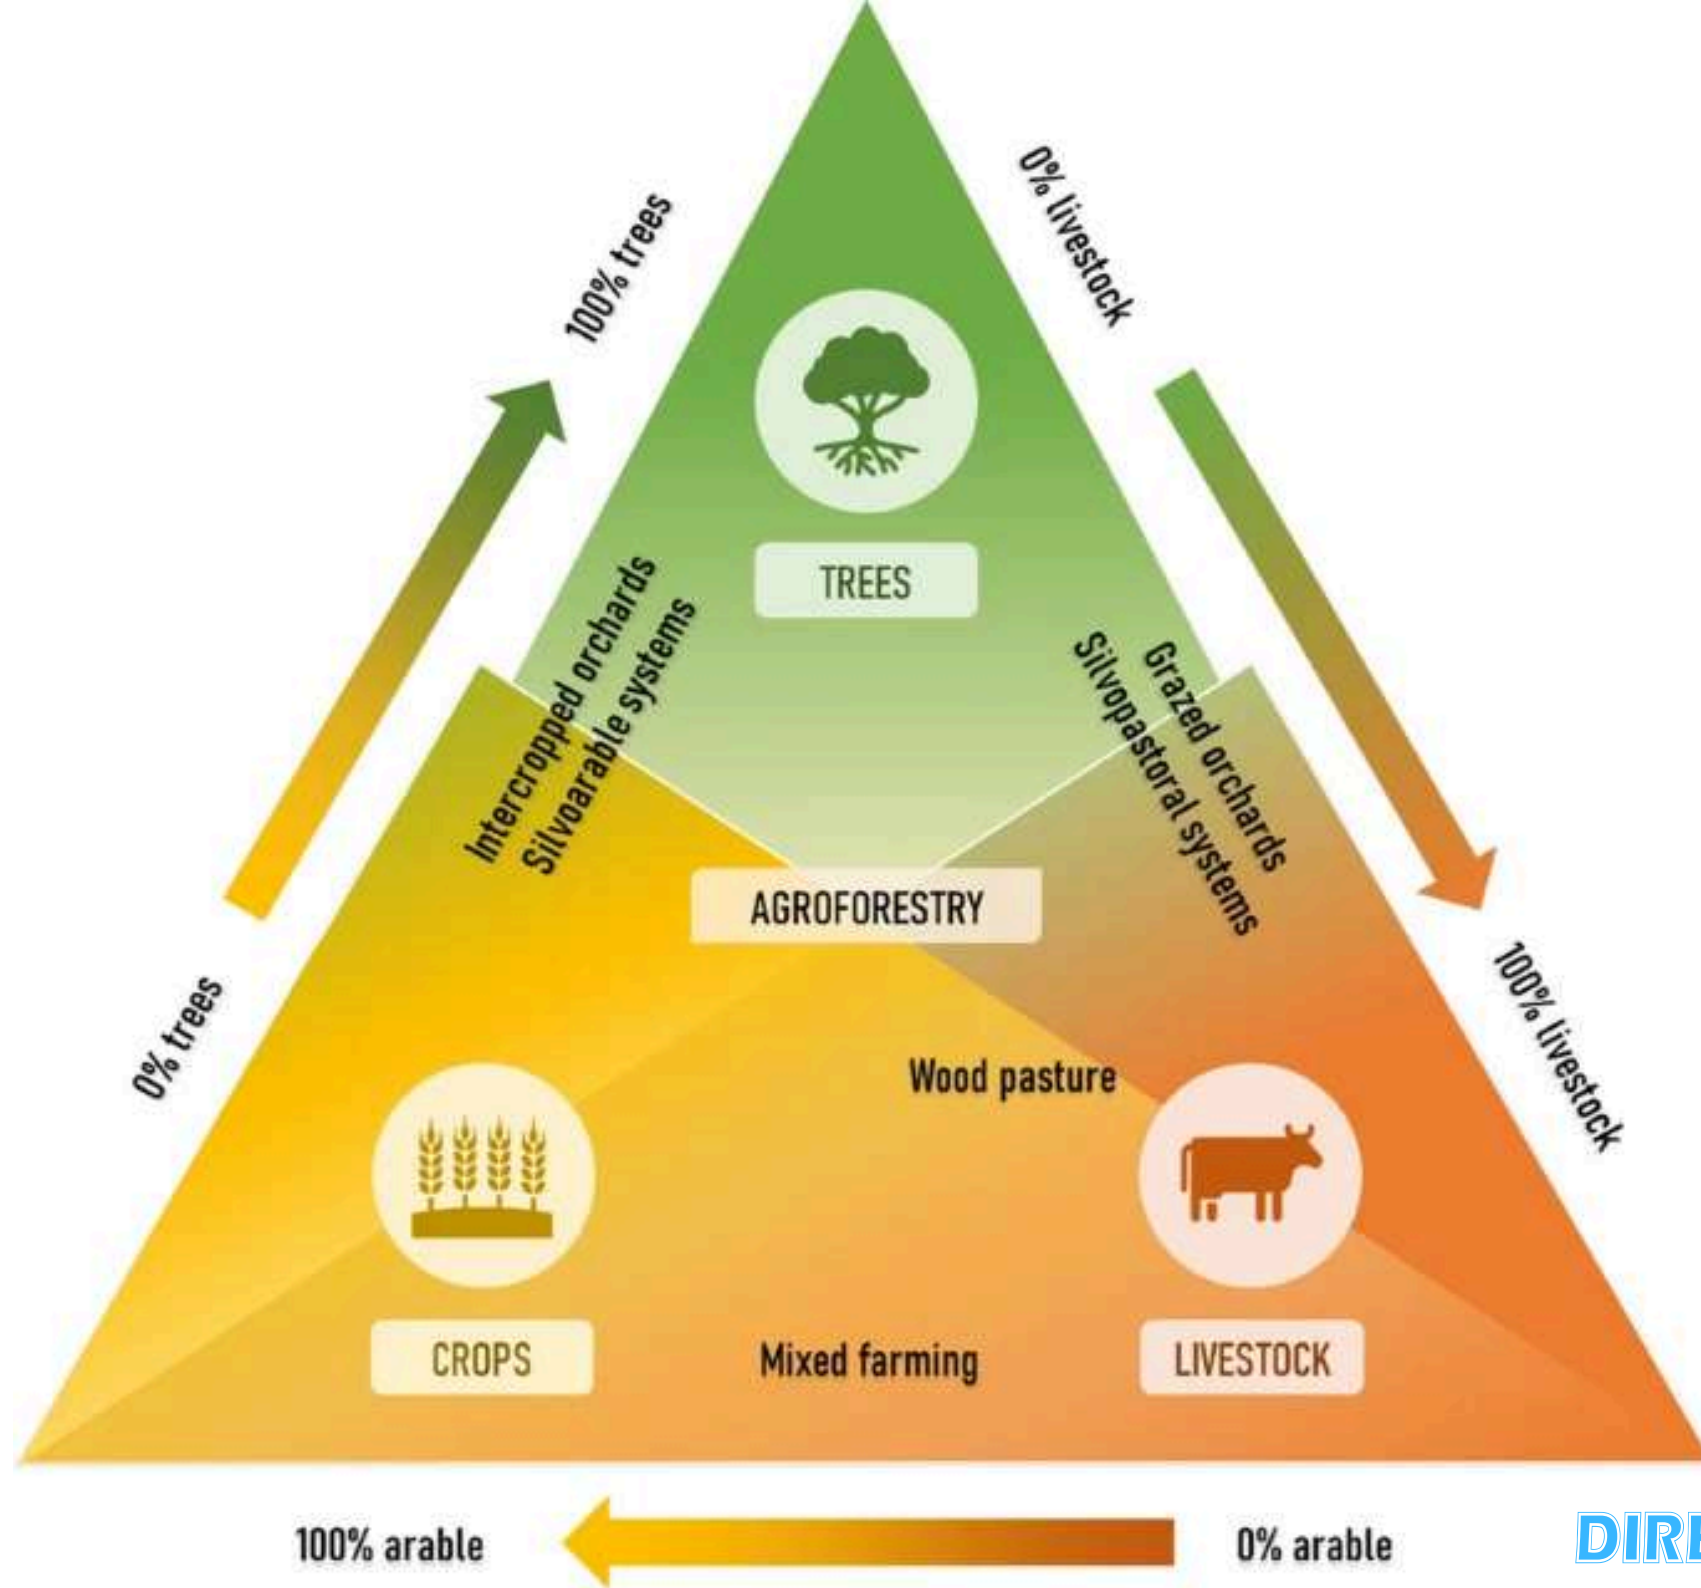 0% livestock
100% trees
TREES
Intercropped orchards
Silvoarable systems
Grazed orchards
Silvopastoral systems
AGROFORESTRY
0% trees
100% livestock
Wood pasture
CROPS
Mixed farming
LIVESTOCK
100% arable
0% arable